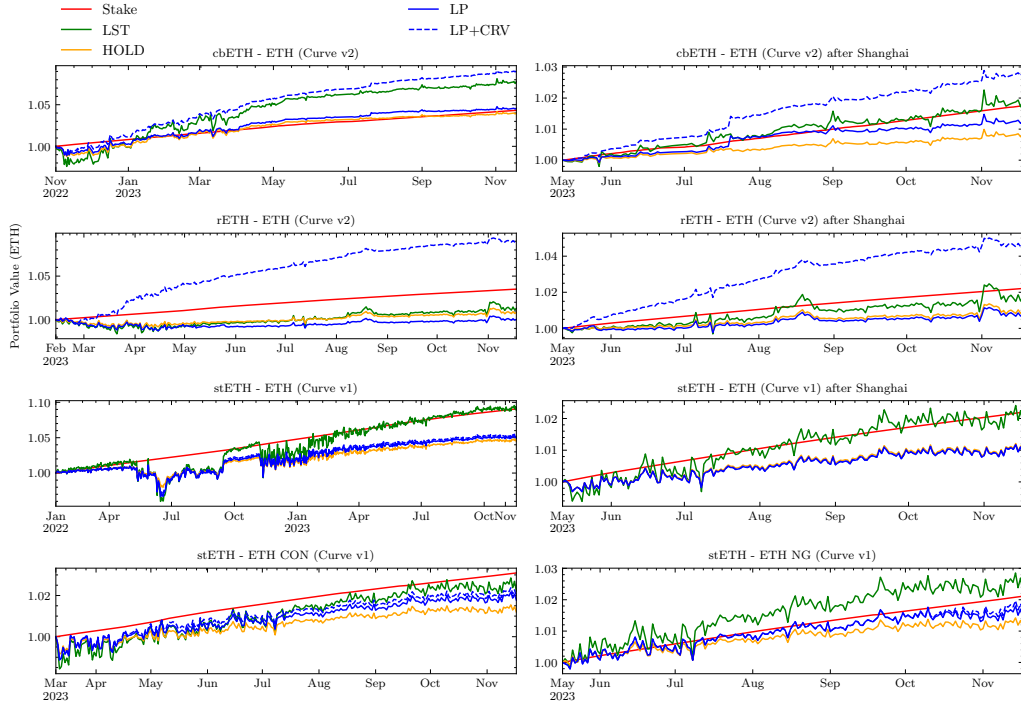 Stake
LST
HOLD
LP
LP+CRV
Portfolio Value (ETH)
cbETH - ETH (Curve v2)
1.05
1.00
Nov Jan Mar May Jul Sep Nov
2022 2023
cbETH - ETH (Curve v2) after Shanghai
1.03
1.02
1.01
1.00
May Jun Jul Aug Sep Oct Nov
2023
rETH - ETH (Curve v2)
1.05
1.00
Feb Mar Apr May Jun Jul Aug Sep Oct Nov
2023
rETH - ETH (Curve v2) after Shanghai
1.04
1.02
1.00
May Jun Jul Aug Sep Oct Nov
2023
stETH - ETH (Curve v1)
1.10
1.05
1.00
Jan Apr Jul Oct Jan Apr Jul Oct Nov
2022 2023
stETH - ETH (Curve v1) after Shanghai
1.02
1.00
May Jun Jul Aug Sep Oct Nov
2023
stETH - ETH CON (Curve v1)
1.02
1.00
Mar Apr May Jun Jul Aug Sep Oct Nov
2023
stETH - ETH NG (Curve v1)
1.03
1.02
1.01
1.00
May Jun Jul Aug Sep Oct Nov
2023